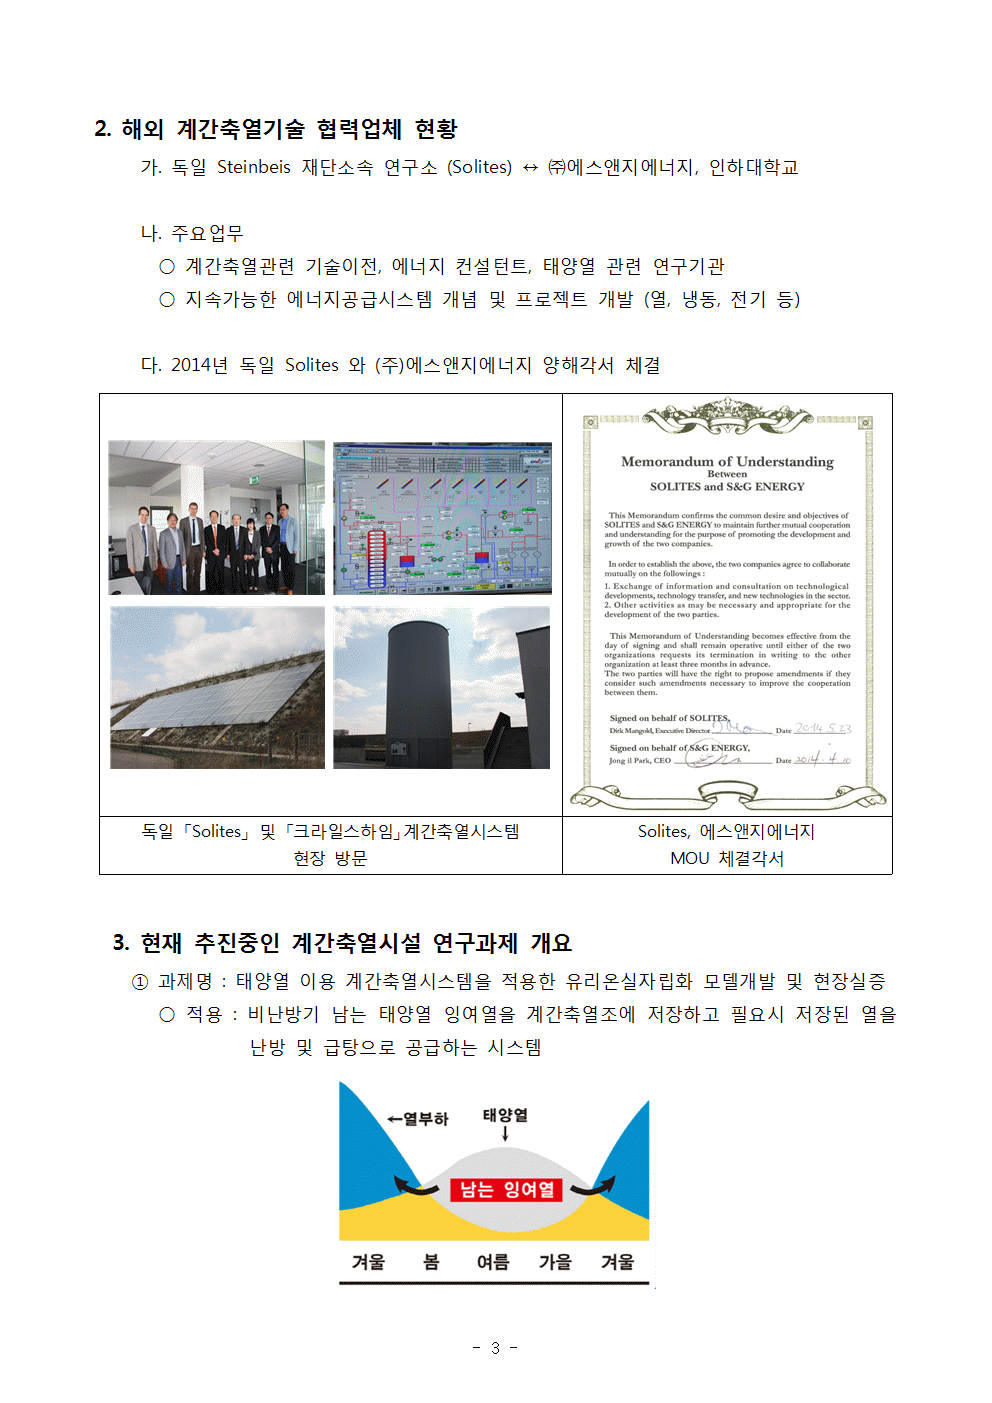 2. 해외 계간축열기술 협력업체 현황
가. 독일 Steinbeis 재단소속 연구소 (Solites) ↔ ㈜에스앤지에너지, 인하대학교
나. 주요업무
○ 계간축열관련 기술이전, 에너지 컨설턴트, 태양열 관련 연구기관
○ 지속가능한 에너지공급시스템 개념 및 프로젝트 개발 (열, 냉동, 전기 등)
다. 2014년 독일 Solites 와 (주)에스앤지에너지 양해각서 체결
Memorandum of Understanding
Between
SOLITES and S&G ENERGY
This Memorandum confirms the common desire and objectives of
SOLITES and S&G ENERGY to maintain further mutual cooperation
and understanding for the purpose of promoting the development and
growth of the two companies.
In order to establish the above, the two companies agree to collaborate
mutually on the followings :
1. Exchange of information and consultation on technological
developments, technology transfer, and new technologies in the sector.
2. Other activities as may be necessary and appropriate for the
development of the two parties.
This Memorandum of Understanding becomes effective from the
day of signing and shall remain operative until either of the two
organizations requests its termination in writing to the other
organization at least three months in advance.
The two parties will have the right to propose amendments if they
consider such amendments necessary to improve the cooperation
between them.
Signed on behalf of SOLITES,
Dirk Mangold, Executive Director Date 2014.5.23
Signed on behalf of S&G ENERGY,
Jong il Park, CEO Date 2014. 4. 10
독일「Solites」및「크라일스하임」계간축열시스템
현장 방문
Solites, 에스앤지에너지
MOU 체결각서
3. 현재 추진중인 계간축열시설 연구과제 개요
① 과제명 : 태양열 이용 계간축열시스템을 적용한 유리온실자립화 모델개발 및 현장실증
○ 적용 : 비난방기 남는 태양열 잉여열을 계간축열조에 저장하고 필요시 저장된 열을
난방 및 급탕으로 공급하는 시스템
←열부하
태양열
↓
남는 잉여열
겨울 봄 여름 가을 겨울
- 3 -